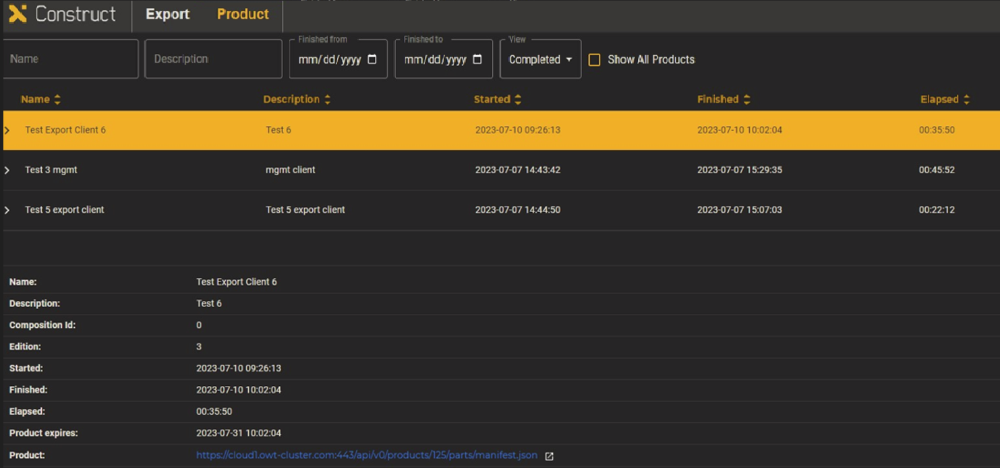 Construct Export Product
Name Description Finished from mm/dd/yyyy Finished to mm/dd/yyyy View Completed Show All Products
Name Description Started Finished Elapsed
Test Export Client 6 Test 6 2023-07-10 09:26:13 2023-07-10 10:02:04 00:35:50
Test 3 mgmt mgmt client 2023-07-07 14:43:42 2023-07-07 15:29:35 00:45:52
Test 5 export client Test 5 export client 2023-07-07 14:44:50 2023-07-07 15:07:03 00:22:12
Name: Test Export Client 6
Description: Test 6
Composition Id: 0
Edition: 3
Started: 2023-07-10 09:26:13
Finished: 2023-07-10 10:02:04
Elapsed: 00:35:50
Product expires: 2023-07-31 10:02:04
Product: https://cloud1.owt-cluster.com:443/api/v0/products/125/parts/manifest.json